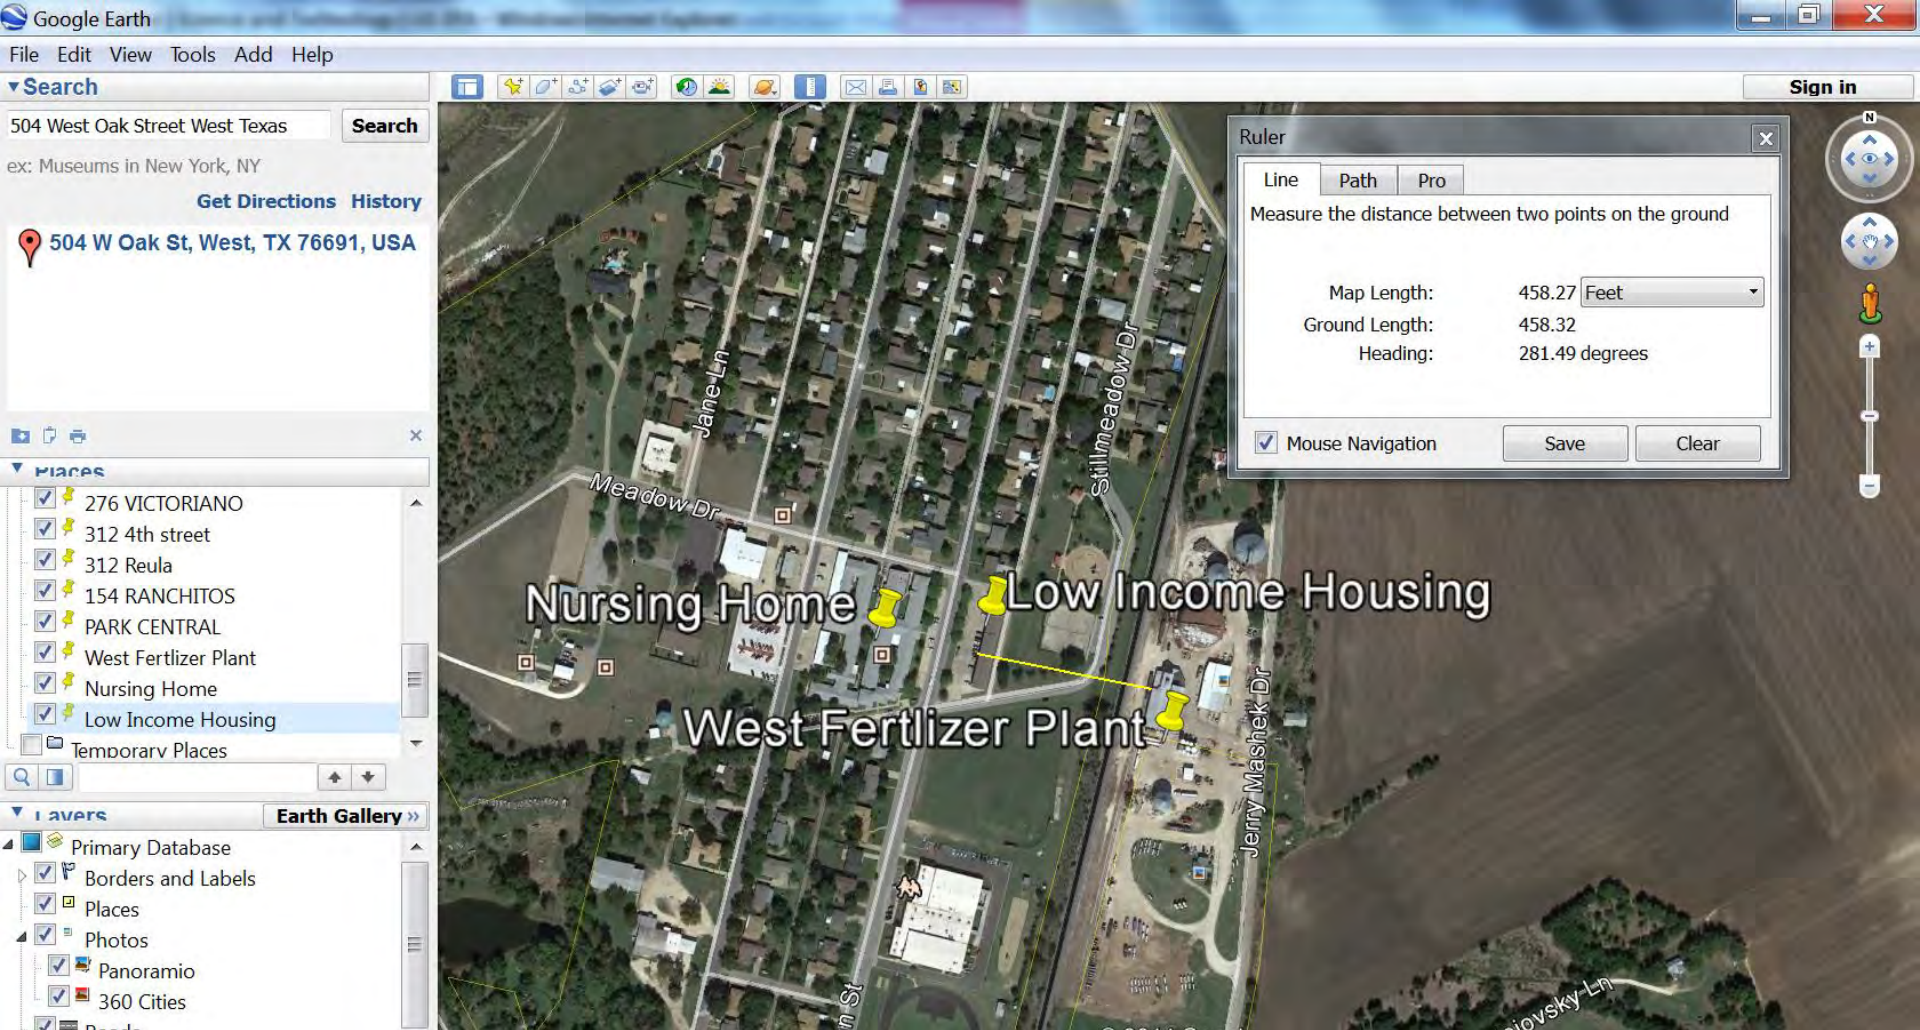 Google Earth
File Edit View Tools Add Help
Search
504 West Oak Street West Texas
Search
ex: Museums in New York, NY
Get Directions History
504 W Oak St, West, TX 76691, USA
Places
276 VICTORIANO
312 4th street
312 Reula
154 RANCHITOS
PARK CENTRAL
West Fertlizer Plant
Nursing Home
Low Income Housing
Temporary Places
Layers
Earth Gallery »
Primary Database
Borders and Labels
Places
Photos
Panoramio
360 Cities
Roads
Sign in
N
Ruler
Line Path Pro
Measure the distance between two points on the ground
Map Length: 458.27 Feet
Ground Length: 458.32
Heading: 281.49 degrees
Mouse Navigation
Save
Clear
Jane Ln
Stillmeadow Dr
Meadow Dr
Nursing Home
Low Income Housing
West Fertlizer Plant
Jerry Mashek Dr
n St
jovsky Ln